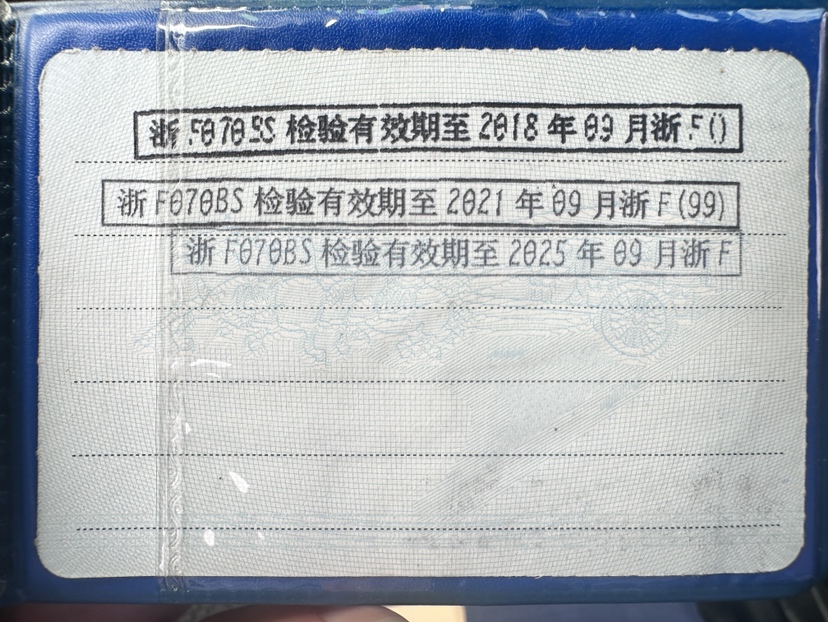 浙 F070BS 检验有效期至 2018 年 09 月浙 F()
浙 F070BS 检验有效期至 2021 年 09 月浙 F(99)
浙 F070BS 检验有效期至 2025 年 09 月浙 F